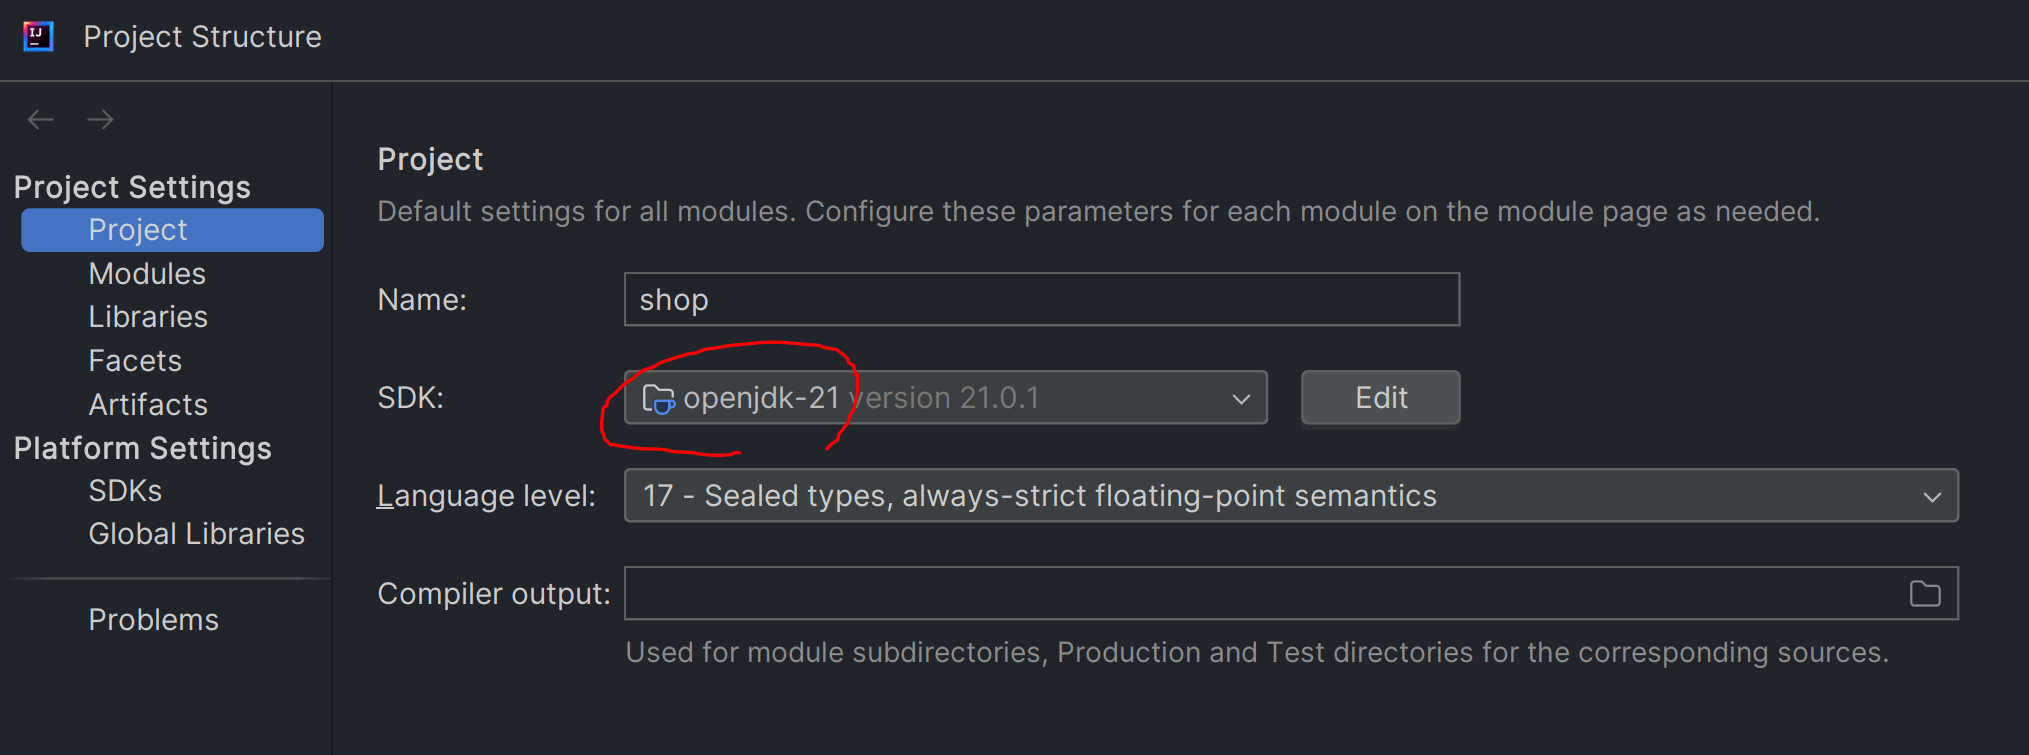 IJ
Project Structure
Project Settings
Project
Modules
Libraries
Facets
Artifacts
Platform Settings
SDKs
Global Libraries
Problems
Project
Default settings for all modules. Configure these parameters for each module on the module page as needed.
Name: shop
SDK: openjdk-21 version 21.0.1 Edit
Language level: 17 - Sealed types, always-strict floating-point semantics
Compiler output:
Used for module subdirectories, Production and Test directories for the corresponding sources.